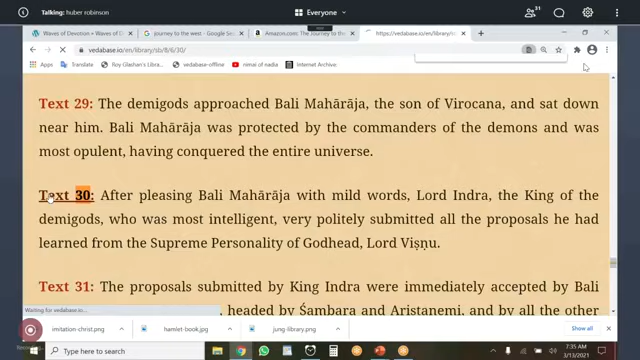 Talking: huber robinson
Everyone
31
Waves of Devotion +
journey to the west - Google Sea
Amazon.com: The Journey to th
https://vedabase.io/en/library/s
vedabase.io/en/library/sb/8/6/30/
Apps
Translate
Roy Ghallari's Library...
vedabase-offline
nimai of nadia
Internet Archive
Text 29: The demigods approached Bali Mahārāja, the son of Virocana, and sat down
near him. Bali Mahārāja was protected by the commanders of the demons and was
most opulent, having conquered the entire universe.
Text 30: After pleasing Bali Mahārāja with mild words, Lord Indra, the King of the
demigods, who was most intelligent, very politely submitted all the proposals he had
learned from the Supreme Personality of Godhead, Lord Viṣṇu.
Text 31: The proposals submitted by King Indra were immediately accepted by Bali
, headed by Śambara and Ariṣṭanemi, and by all the other
Waiting for vedabase.io...
imitation-christ.png
hamlet-book.jpg
jung-library.png
Show all
Type here to search
7:35 AM
3/13/2021